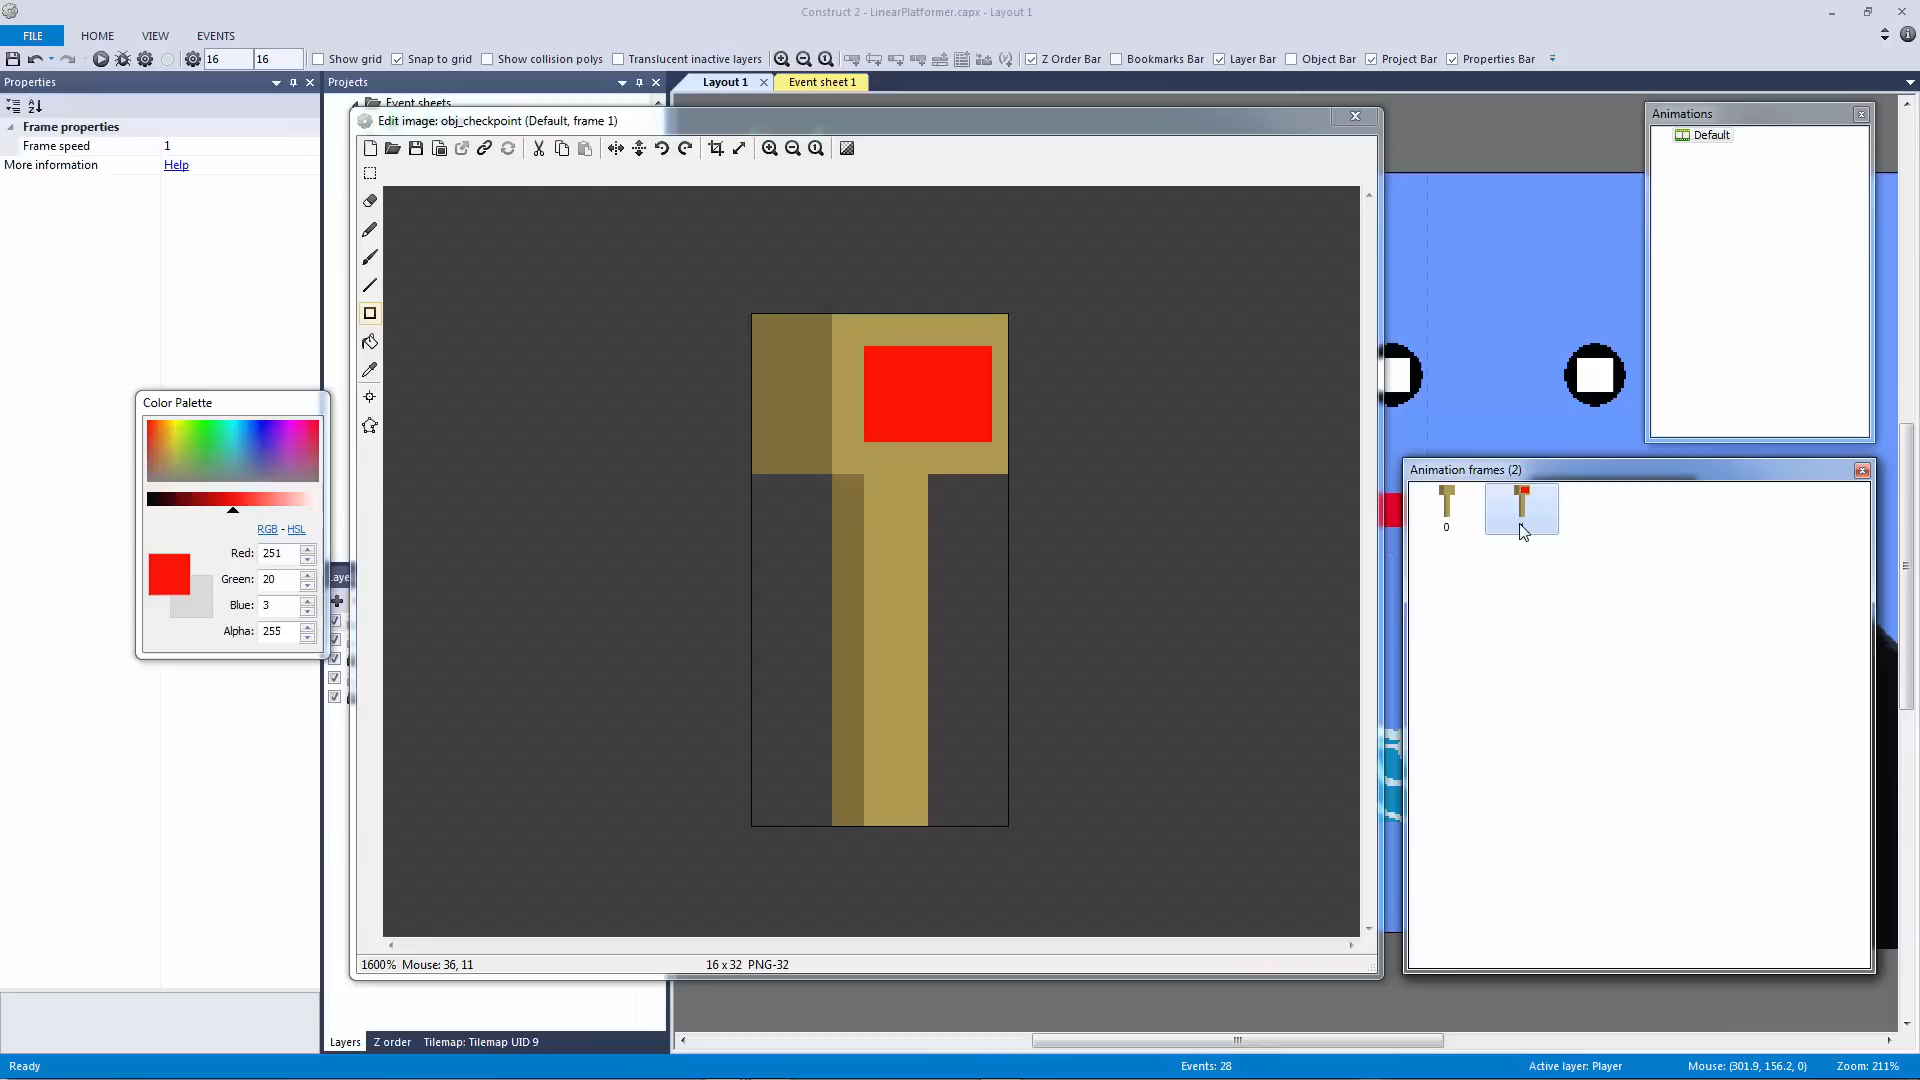 Construct 2 - LinearPlatformer.capx - Layout 1
FILE HOME VIEW EVENTS
16 16 Show grid Snap to grid Show collision polys Translucent inactive layers Z Order Bar Bookmarks Bar Layer Bar Object Bar Project Bar Properties Bar
Properties
Projects
Layout 1
Event sheet 1
Event sheets
Frame properties
Frame speed 1
More information Help
Edit image: obj_checkpoint (Default, frame 1)
Animations
Default
Color Palette
RGB - HSL
Red: 251
Green: 20
Blue: 3
Alpha: 255
Animation frames (2)
0
1600% Mouse: 36, 11
16 x 32 PNG-32
Layers Z order Tilemap: Tilemap UID 9
Ready
Events: 28
Active layer: Player
Mouse: (301.9, 156.2, 0)
Zoom: 211%